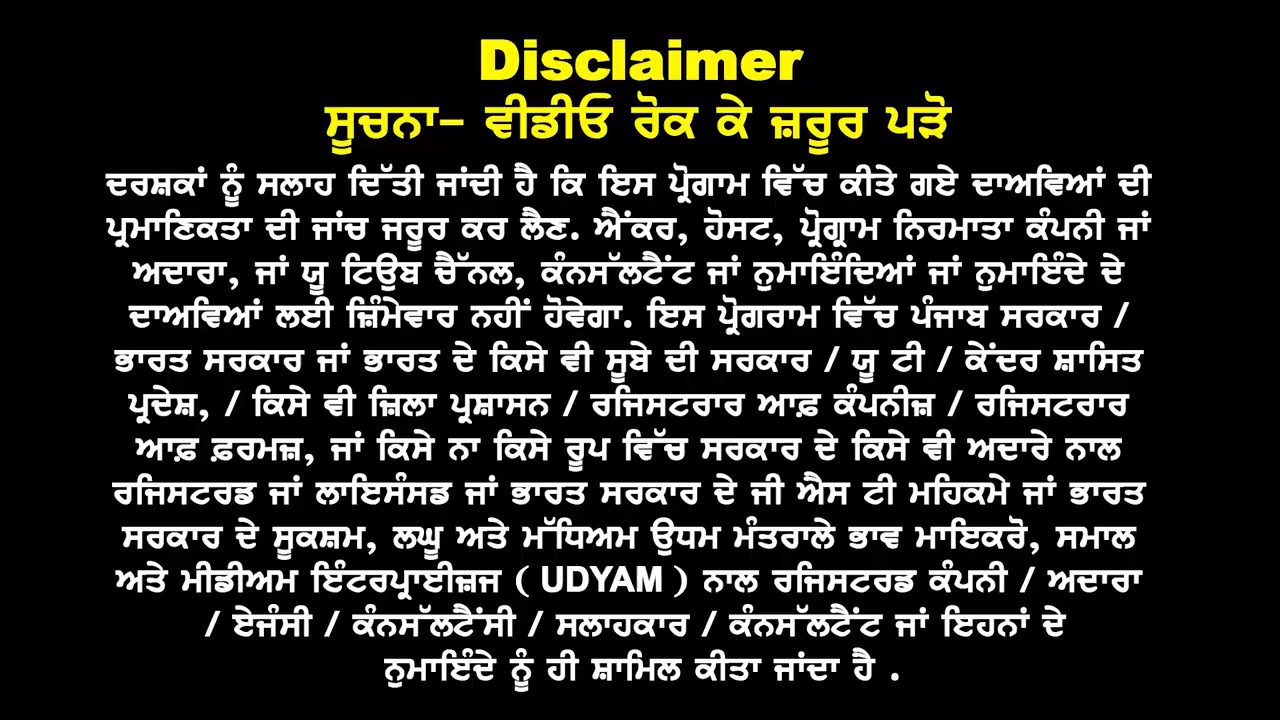 Disclaimer
ਸੂਚਨਾ- ਵੀਡੀਓ ਰੋਕ ਕੇ ਜ਼ਰੂਰ ਪੜੋ
ਦਰਸ਼ਕਾਂ ਨੂੰ ਸਲਾਹ ਦਿੱਤੀ ਜਾਂਦੀ ਹੈ ਕਿ ਇਸ ਪ੍ਰੋਗਾਮ ਵਿੱਚ ਕੀਤੇ ਗਏ ਦਾਅਵਿਆਂ ਦੀ
ਪ੍ਰਮਾਣਿਕਤਾ ਦੀ ਜਾਂਚ ਜਰੂਰ ਕਰ ਲੈਣ. ਐਂਕਰ, ਹੋਸਟ, ਪ੍ਰੋਗ੍ਰਾਮ ਨਿਰਮਾਤਾ ਕੰਪਨੀ ਜਾਂ
ਅਦਾਰਾ, ਜਾਂ ਯੂ ਟਿਉਬ ਚੈੱਨਲ, ਕੰਨਸੱਲਟੈਂਟ ਜਾਂ ਨੁਮਾਇੰਦਿਆਂ ਜਾਂ ਨੁਮਾਇੰਦੇ ਦੇ
ਦਾਅਵਿਆਂ ਲਈ ਜ਼ਿੰਮੇਵਾਰ ਨਹੀਂ ਹੋਵੇਗਾ. ਇਸ ਪ੍ਰੋਗਰਾਮ ਵਿੱਚ ਪੰਜਾਬ ਸਰਕਾਰ /
ਭਾਰਤ ਸਰਕਾਰ ਜਾਂ ਭਾਰਤ ਦੇ ਕਿਸੇ ਵੀ ਸੂਬੇ ਦੀ ਸਰਕਾਰ / ਯੂ ਟੀ / ਕੇਂਦਰ ਸ਼ਾਸਿਤ
ਪ੍ਰਦੇਸ਼, / ਕਿਸੇ ਵੀ ਜ਼ਿਲਾ ਪ੍ਰਸ਼ਾਸਨ / ਰਜਿਸਟਰਾਰ ਆਫ਼ ਕੰਪਨੀਜ਼ / ਰਜਿਸਟਰਾਰ
ਆਫ਼ ਫ਼ਰਮਜ਼, ਜਾਂ ਕਿਸੇ ਨਾ ਕਿਸੇ ਰੂਪ ਵਿੱਚ ਸਰਕਾਰ ਦੇ ਕਿਸੇ ਵੀ ਅਦਾਰੇ ਨਾਲ
ਰਜਿਸਟਰਡ ਜਾਂ ਲਾਇਸੰਸਡ ਜਾਂ ਭਾਰਤ ਸਰਕਾਰ ਦੇ ਜੀ ਐਸ ਟੀ ਮਹਿਕਮੇ ਜਾਂ ਭਾਰਤ
ਸਰਕਾਰ ਦੇ ਸੂਕਸ਼ਮ, ਲਘੂ ਅਤੇ ਮੱਧਿਅਮ ਉਧਮ ਮੰਤਰਾਲੇ ਭਾਵ ਮਾਇਕਰੋ, ਸਮਾਲ
ਅਤੇ ਮੀਡੀਅਮ ਇੰਟਰਪ੍ਰਾਈਜ਼ਜ ( UDYAM ) ਨਾਲ ਰਜਿਸਟਰਡ ਕੰਪਨੀ / ਅਦਾਰਾ
/ ਏਜੰਸੀ / ਕੰਨਸੱਲਟੈਂਸੀ / ਸਲਾਹਕਾਰ / ਕੰਨਸੱਲਟੈਂਟ ਜਾਂ ਇਹਨਾਂ ਦੇ
ਨੁਮਾਇੰਦੇ ਨੂੰ ਹੀ ਸ਼ਾਮਿਲ ਕੀਤਾ ਜਾਂਦਾ ਹੈ .